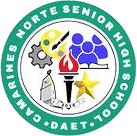 CAMARINES NORTE SENIOR HIGH SCHOOL
• DAET •